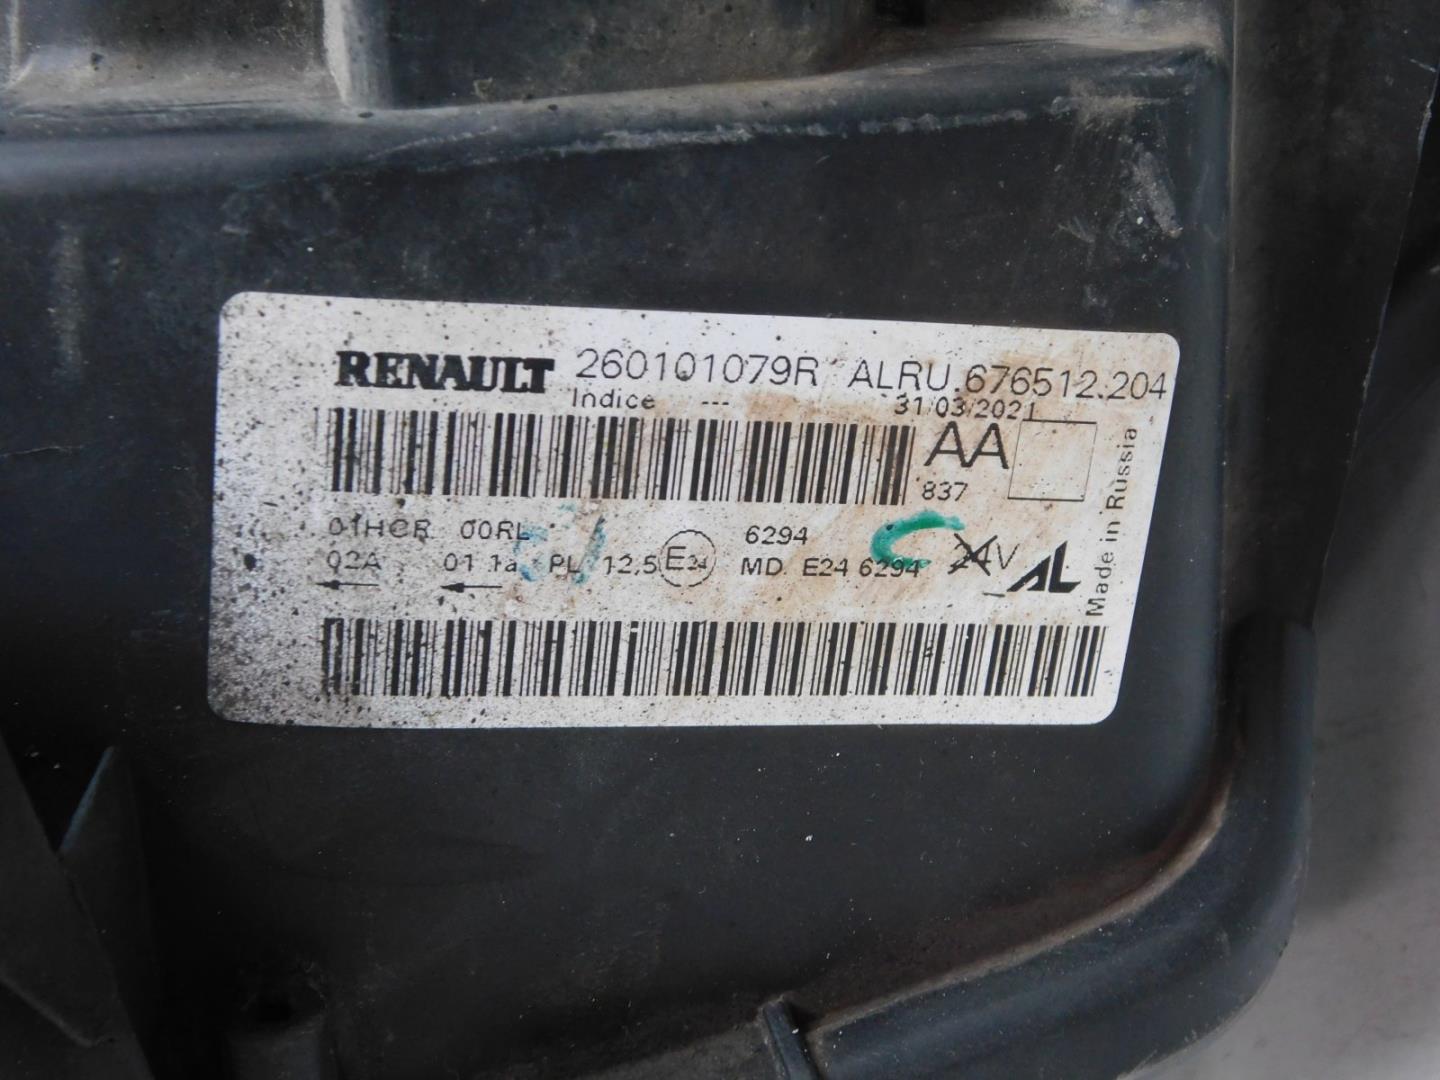 RENAULT 260101079R ALRU.676512.204
Indice --- 31/03/2021
AA
837
01HCR 00RL 6294
02A 01 1a PL 12,5 E24 MD E24 6294 24V AL
Made in Russia